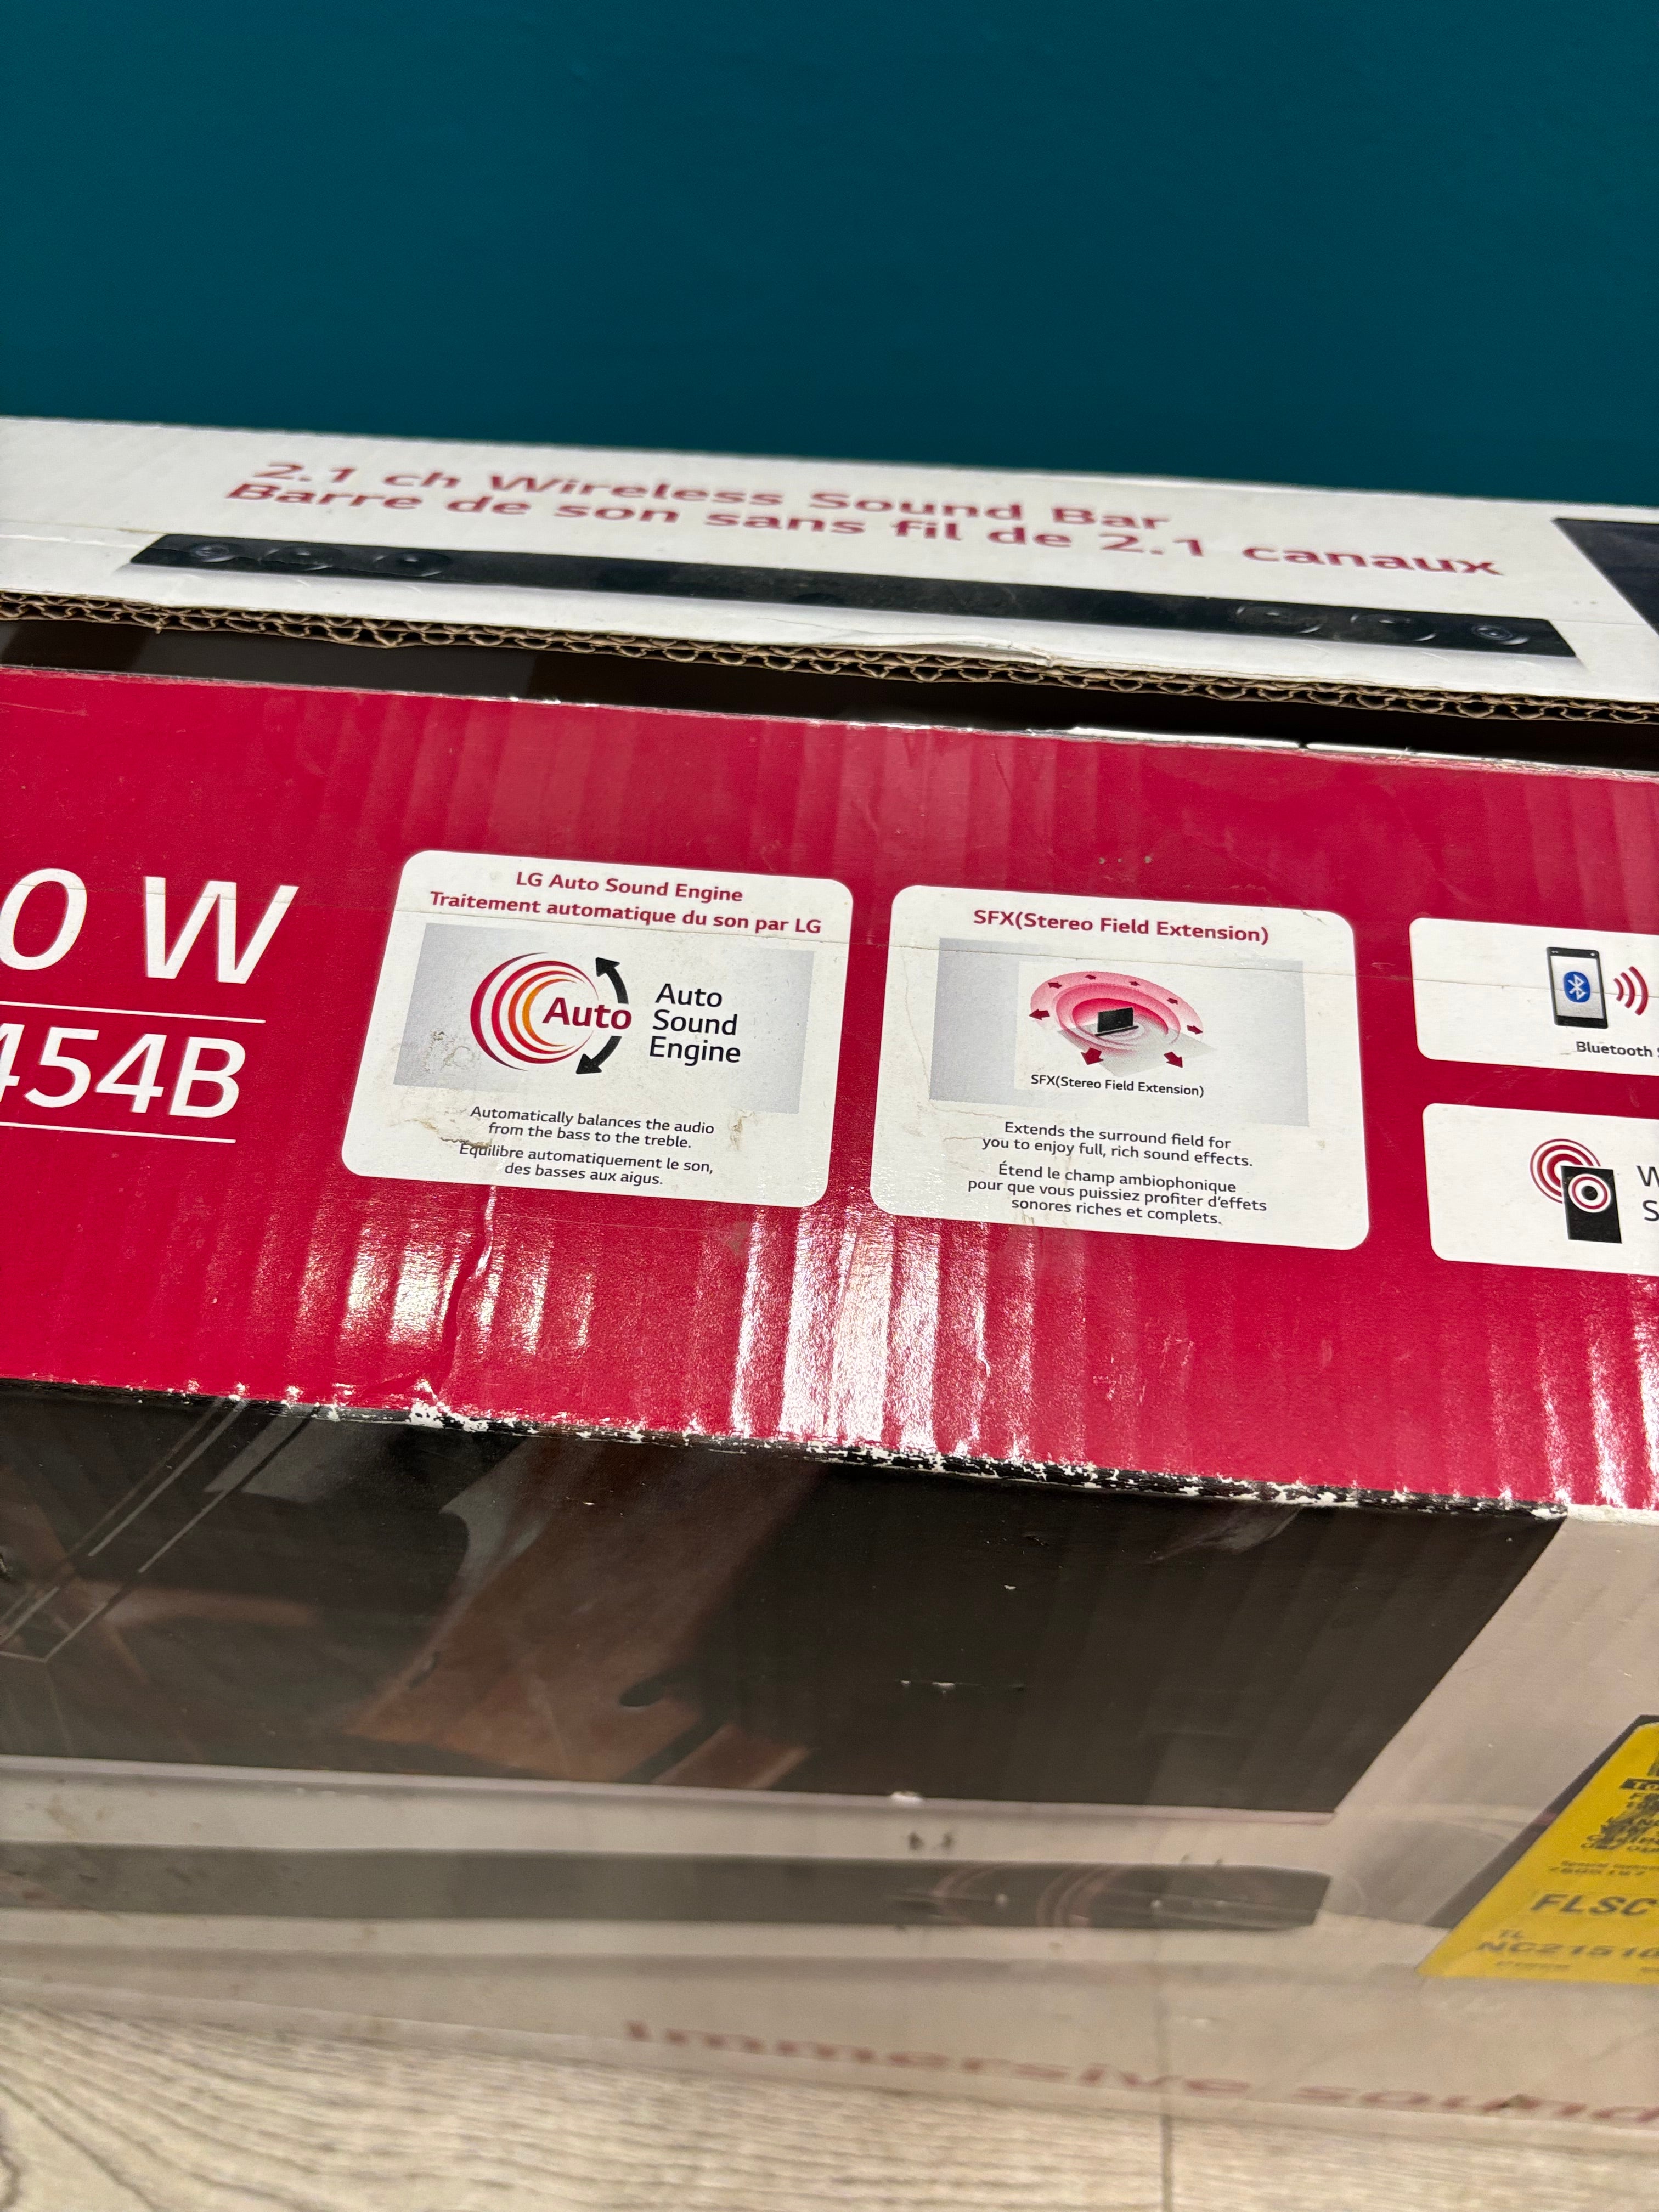 2.1 ch Wireless Sound Bar
Barre de son sans fil de 2.1 canaux
0 W
454B
LG Auto Sound Engine
Traitement automatique du son par LG
Auto
Auto
Sound
Engine
Automatically balances the audio
from the bass to the treble.
Équilibre automatiquement le son,
des basses aux aigus.
SFX(Stereo Field Extension)
SFX(Stereo Field Extension)
Extends the surround field for
you to enjoy full, rich sound effects.
Étend le champ ambiophonique
pour que vous puissiez profiter d'effets
sonores riches et complets.
Bluetooth
W
S
FLSC
NC21510
Immersive sound